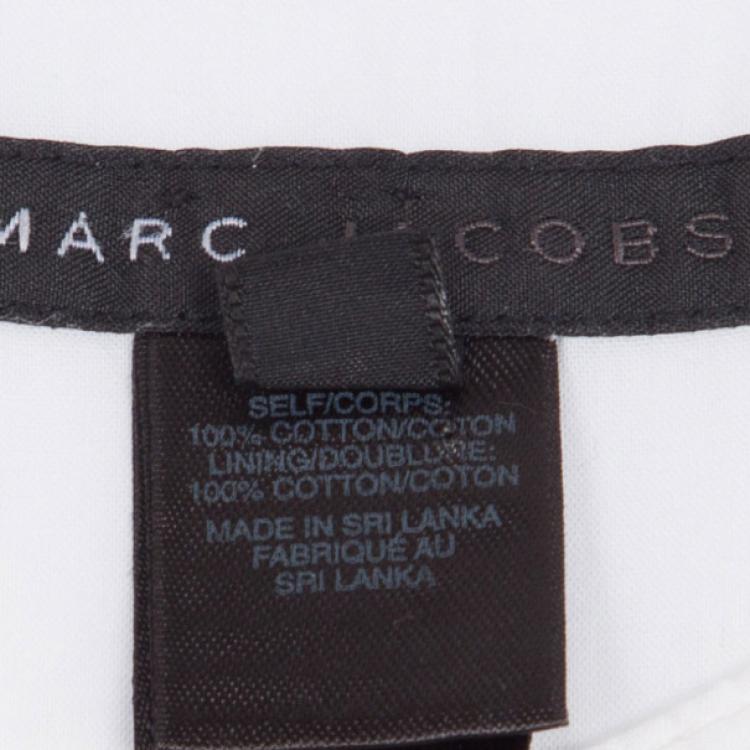 MARC JACOBS
SELF/CORPS:
100% COTTON/COTON
LINING/DOUBLURE:
100% COTTON/COTON
MADE IN SRI LANKA
FABRIQUÉ AU
SRI LANKA